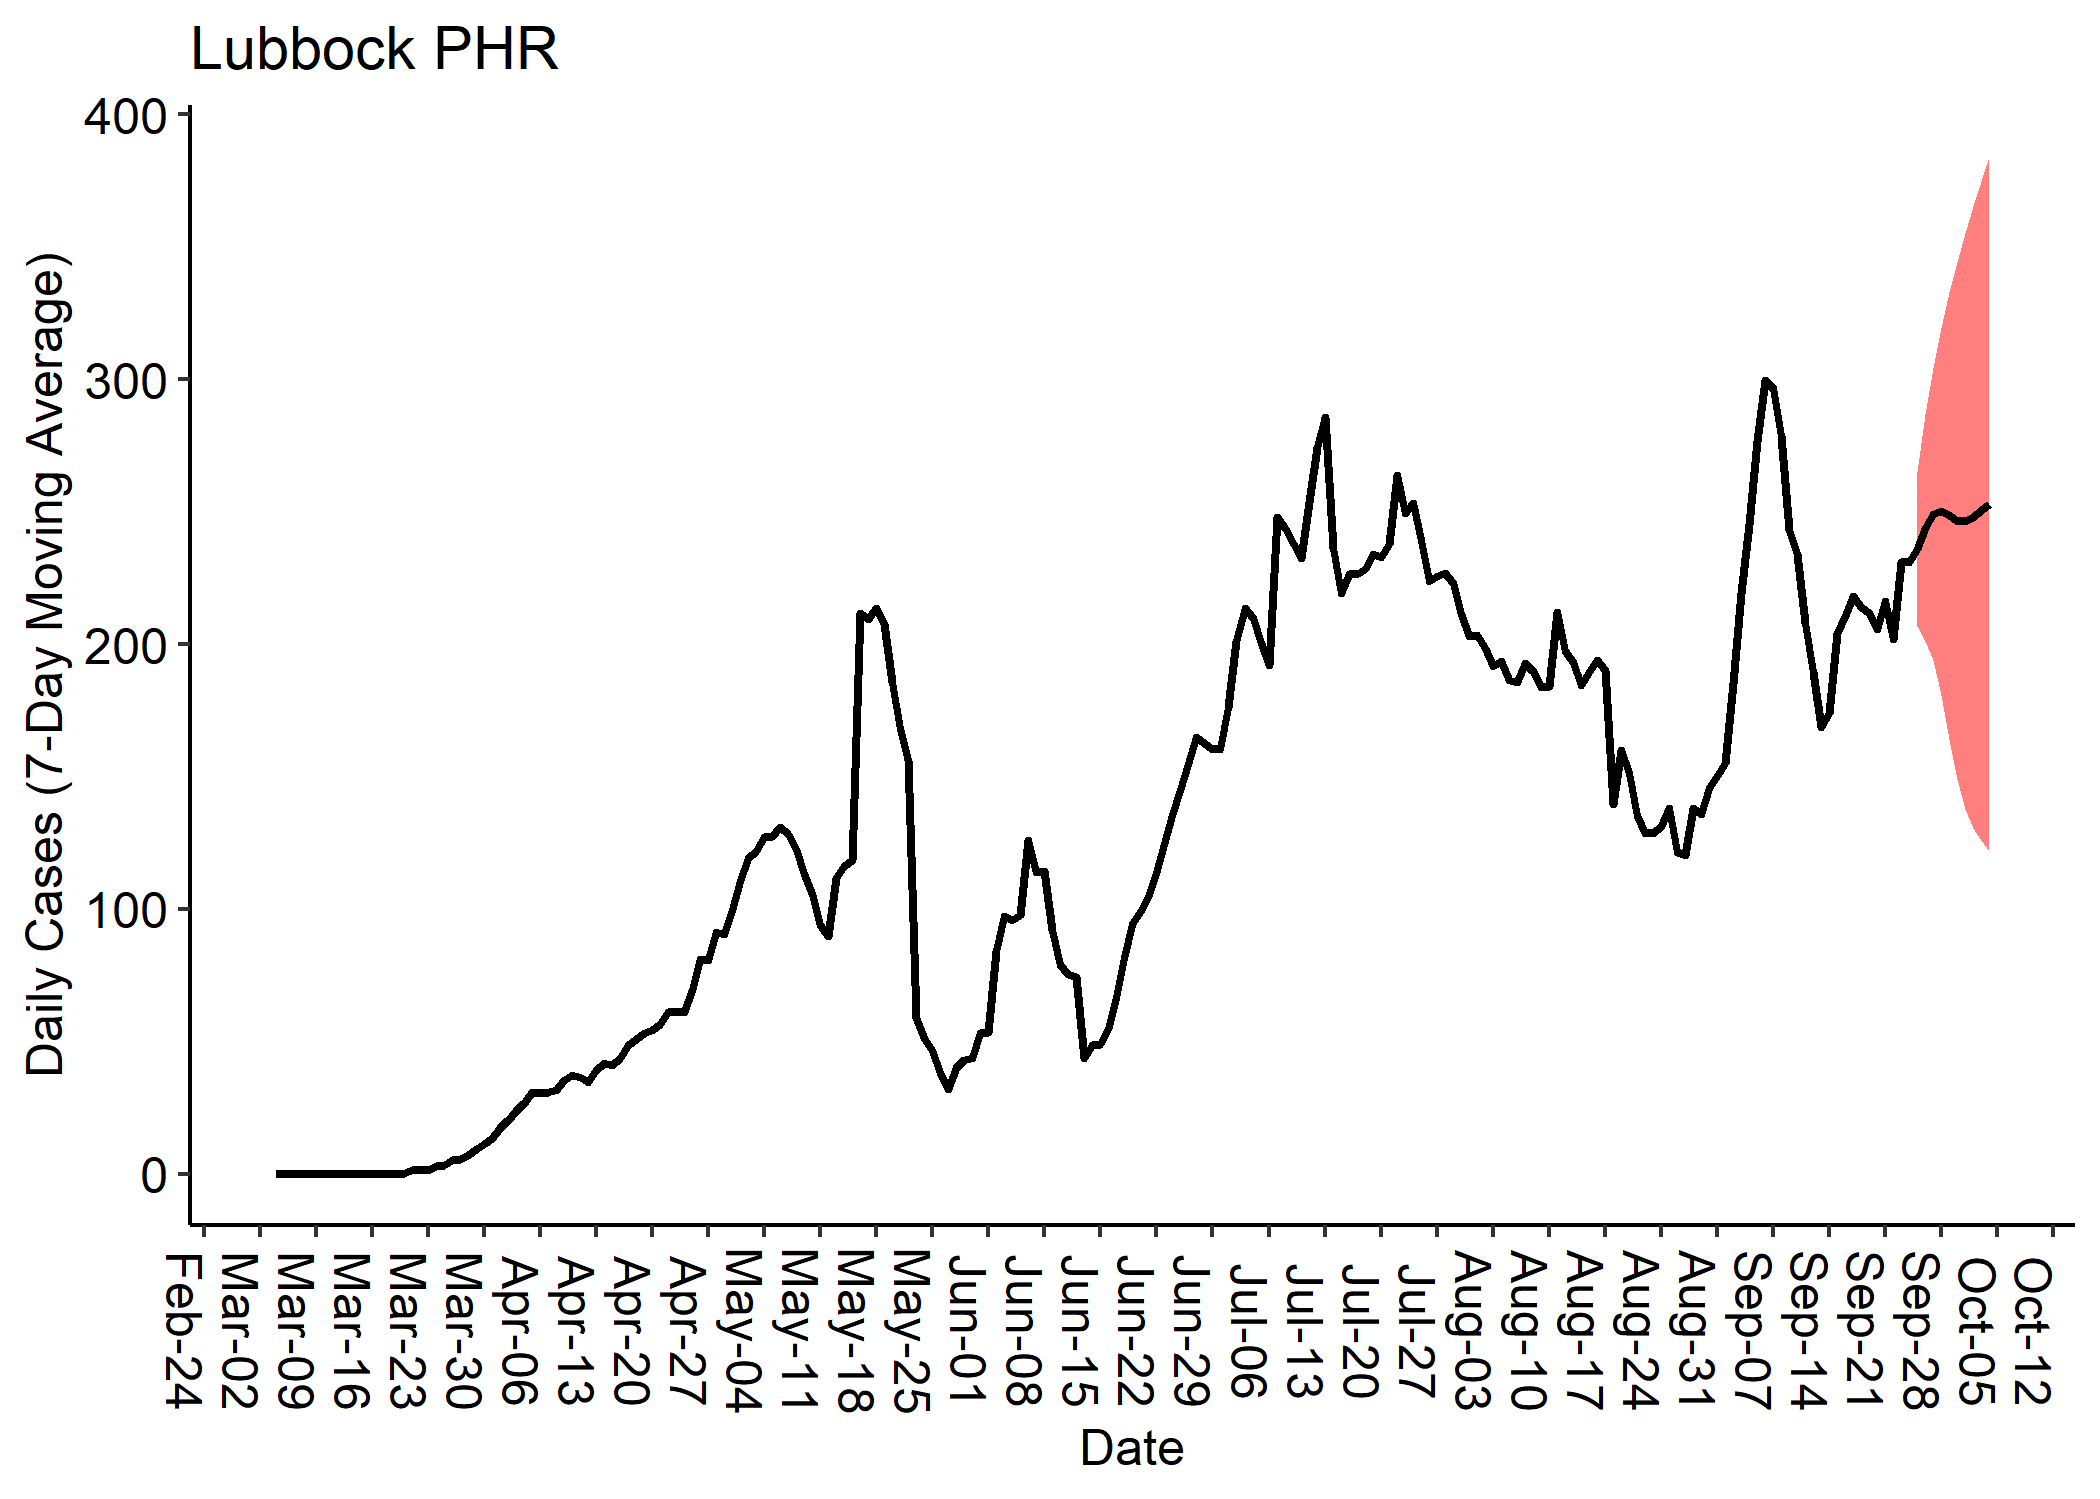 Lubbock PHR
Daily Cases (7-Day Moving Average)
400
300
200
100
0
Feb-24
Mar-02
Mar-09
Mar-16
Mar-23
Mar-30
Apr-06
Apr-13
Apr-20
Apr-27
May-04
May-11
May-18
May-25
Jun-01
Jun-08
Jun-15
Jun-22
Jun-29
Jul-06
Jul-13
Jul-20
Jul-27
Aug-03
Aug-10
Aug-17
Aug-24
Aug-31
Sep-07
Sep-14
Sep-21
Sep-28
Oct-05
Oct-12
Date